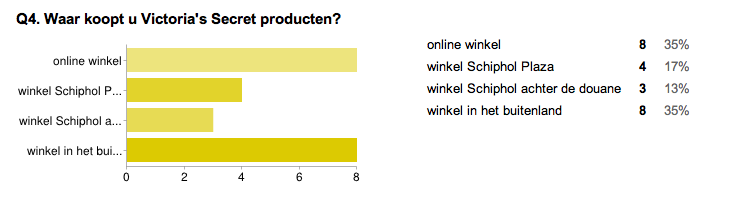 Q4. Waar koopt u Victoria's Secret producten?
online winkel
winkel Schiphol P...
winkel Schiphol a...
winkel in het bui...
0 2 4 6 8
online winkel 8 35%
winkel Schiphol Plaza 4 17%
winkel Schiphol achter de douane 3 13%
winkel in het buitenland 8 35%